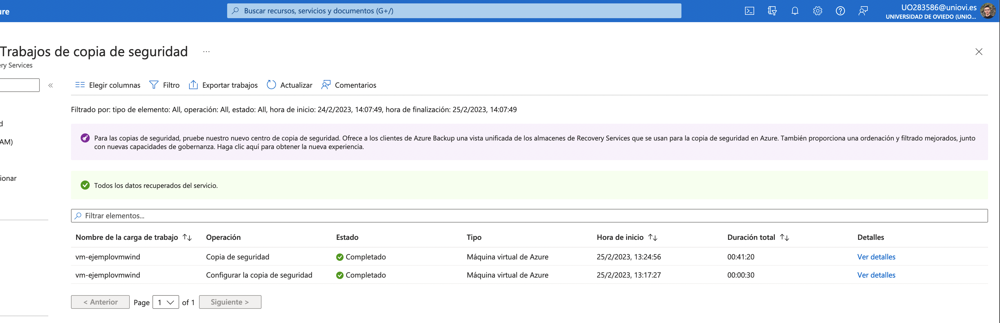 ure
Buscar recursos, servicios y documentos (G+/)
UO283586@uniovi.es
UNIVERSIDAD DE OVIEDO (UNIO...
Trabajos de copia de seguridad ...
ery Services
Elegir columnas Filtro Exportar trabajos Actualizar Comentarios
Filtrado por: tipo de elemento: All, operación: All, estado: All, hora de inicio: 24/2/2023, 14:07:49, hora de finalización: 25/2/2023, 14:07:49
d
AM)
ionar
Para las copias de seguridad, pruebe nuestro nuevo centro de copia de seguridad. Ofrece a los clientes de Azure Backup una vista unificada de los almacenes de Recovery Services que se usan para la copia de seguridad en Azure. También proporciona una ordenación y filtrado mejorados, junto
con nuevas capacidades de gobernanza. Haga clic aquí para obtener la nueva experiencia.
Todos los datos recuperados del servicio.
Filtrar elementos...
Nombre de la carga de trabajo Operación Estado Tipo Hora de inicio Duración total Detalles
vm-ejemplovmwind Copia de seguridad Completado Máquina virtual de Azure 25/2/2023, 13:24:56 00:41:20 Ver detalles
vm-ejemplovmwind Configurar la copia de seguridad Completado Máquina virtual de Azure 25/2/2023, 13:17:27 00:00:30 Ver detalles
< Anterior Page 1 of 1 Siguiente >